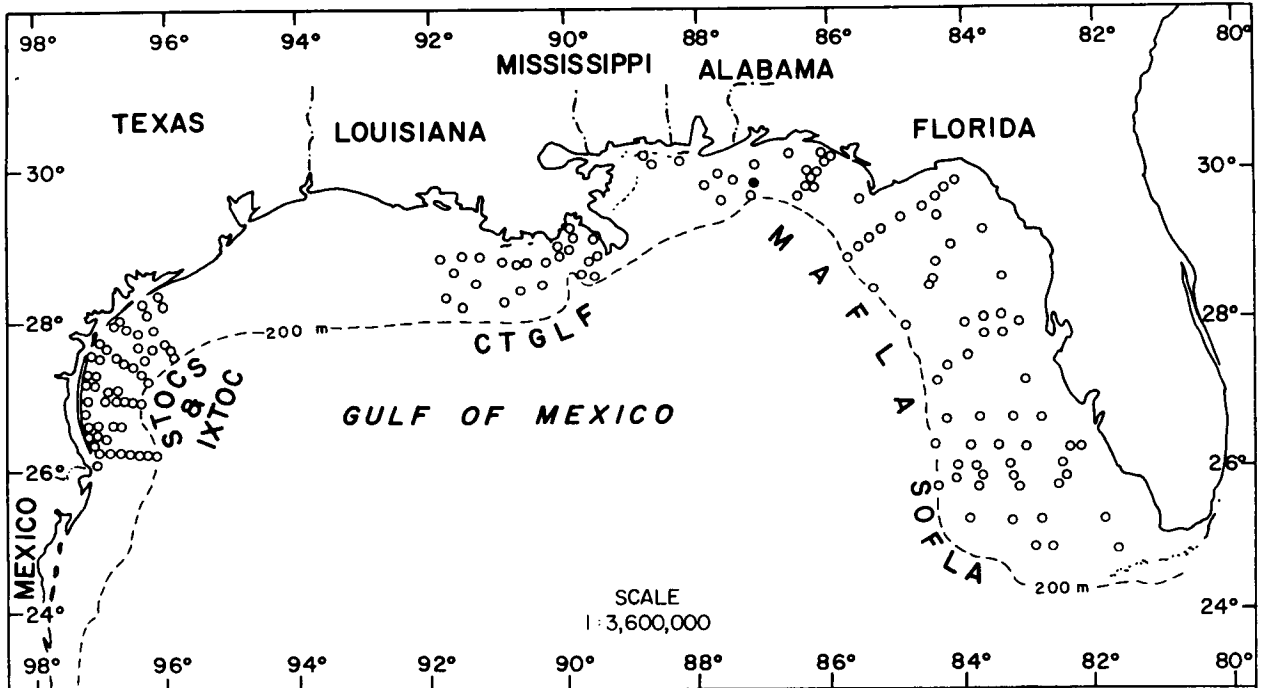 98° 96° 94° 92° 90° 88° 86° 84° 82° 80°
MISSISSIPPI ALABAMA
TEXAS LOUISIANA FLORIDA
30° 30°
MAFLA
28° 28°
200 m
CTGLF
STOCS
&
IXTOC
GULF OF MEXICO
26° 26°
SOFLA
MEXICO
200 m
24° 24°
SCALE
1:3,600,000
98° 96° 94° 92° 90° 88° 86° 84° 82° 80°